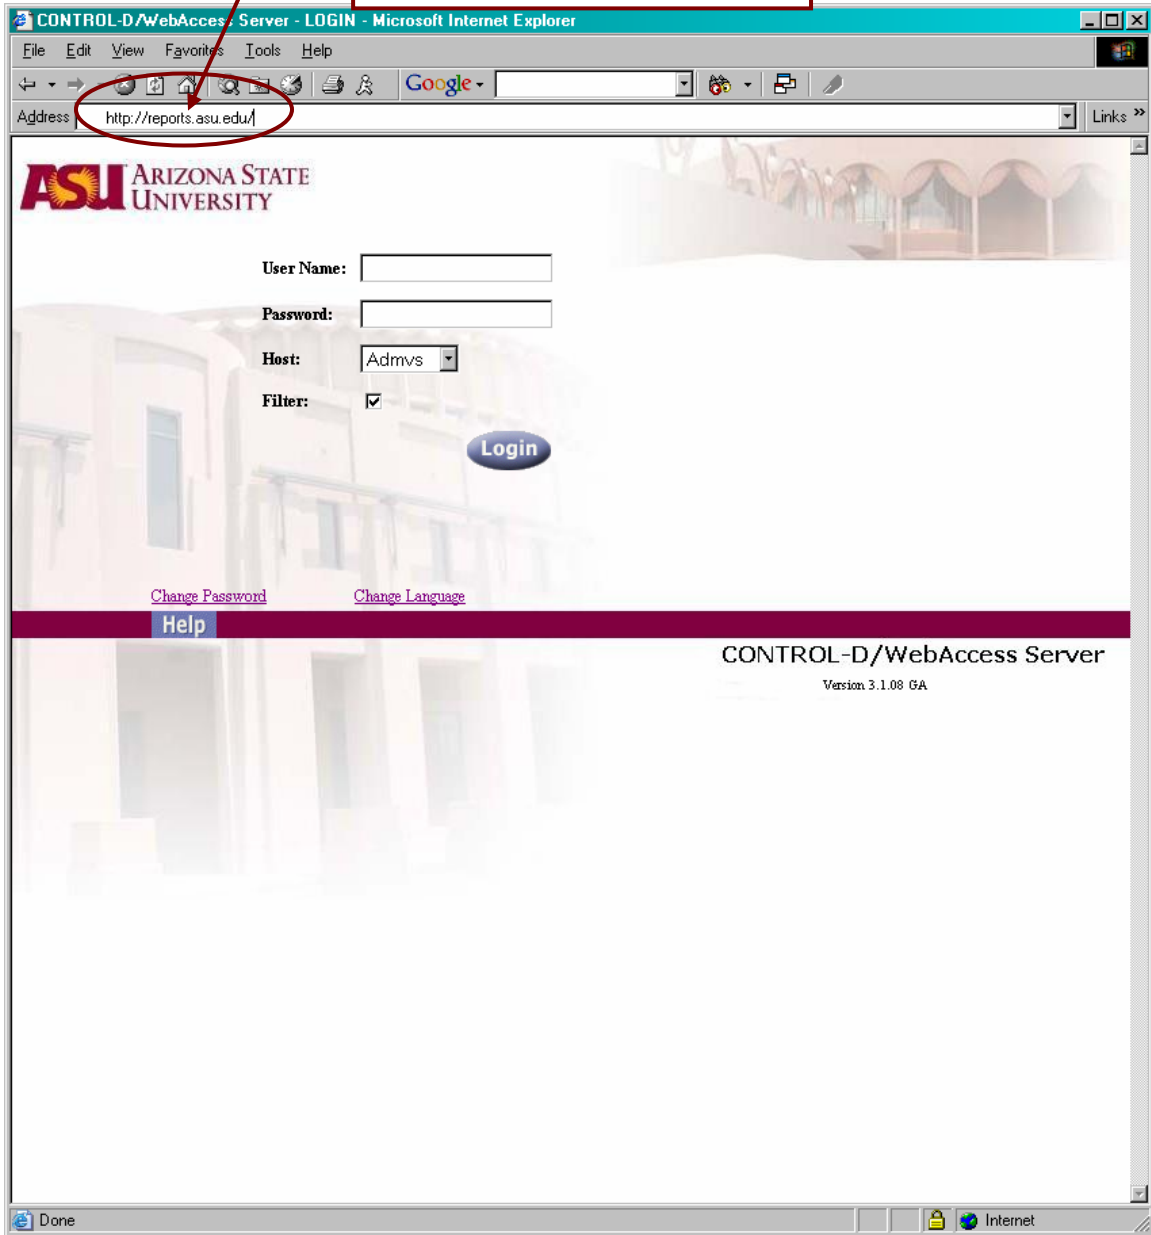 CONTROL-D/WebAccess Server - LOGIN - Microsoft Internet Explorer
File Edit View Favorites Tools Help
Google
Address http://reports.asu.edu/ Links »
ASU ARIZONA STATE UNIVERSITY
User Name:
Password:
Host: Admvs
Filter:
Login
Change Password Change Language
Help
CONTROL-D/WebAccess Server
Version 3.1.08 GA
Done Internet